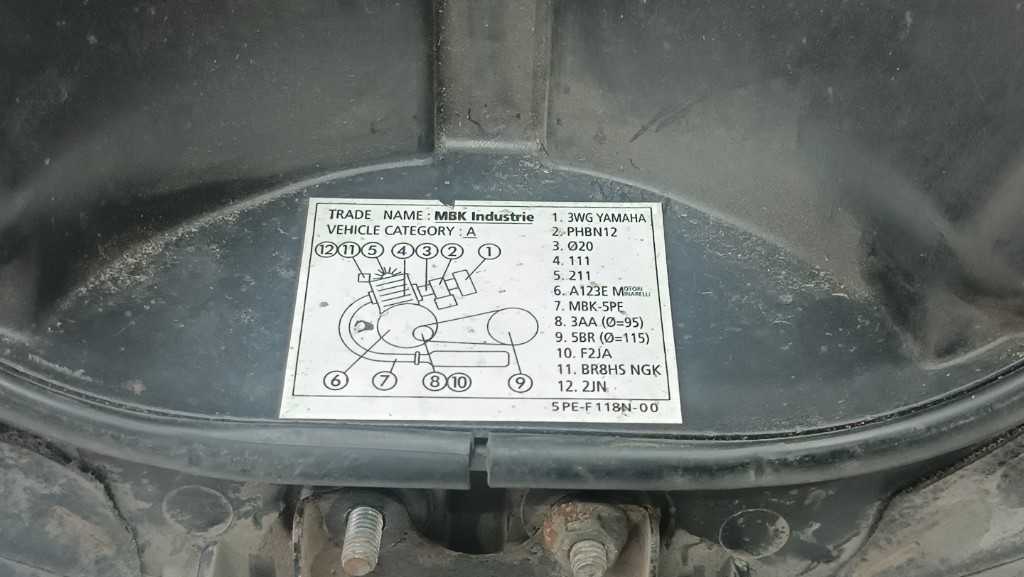 TRADE NAME : MBK Industrie
VEHICLE CATEGORY : A
12 11 5 4 3 2 1
6 7 8 10 9
1. 3WG YAMAHA
2. PHBN12
3. Ø20
4. 111
5. 211
6. A123E MOTORI MINARELLI
7. MBK-5PE
8. 3AA (Ø=95)
9. 5BR (Ø=115)
10. F2JA
11. BR8HS NGK
12. 2JN
5PE-F118N-00